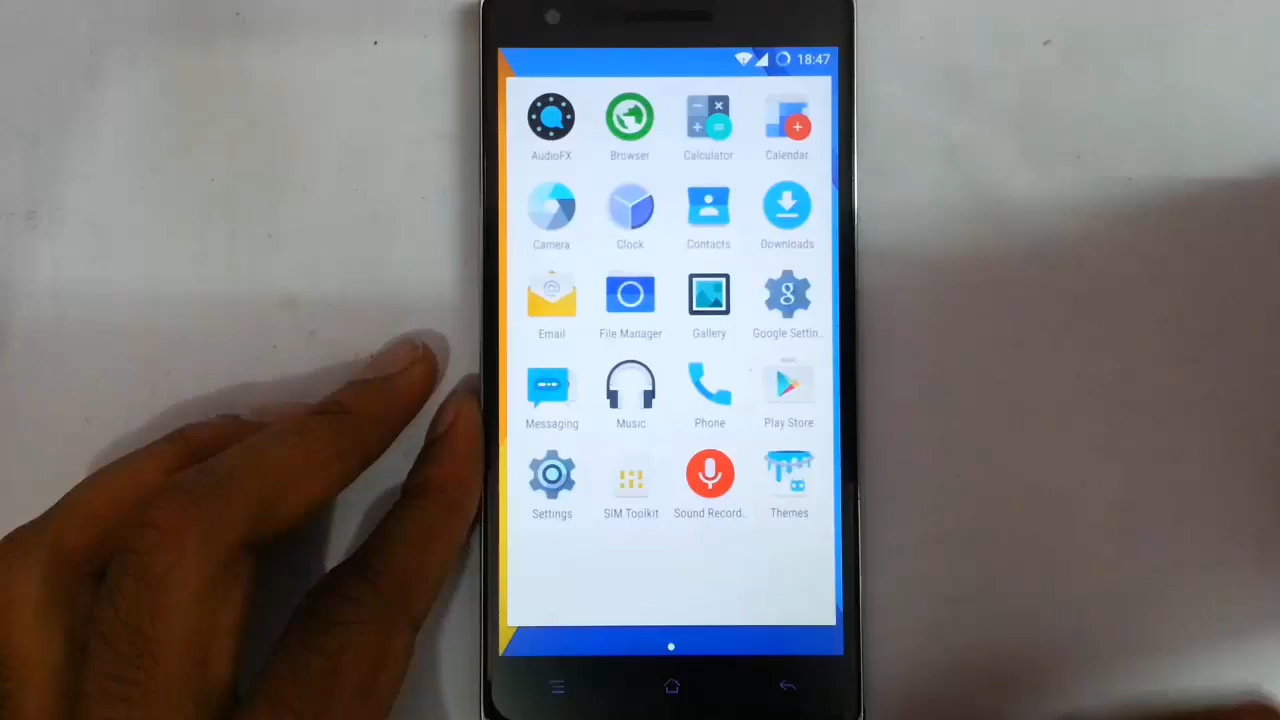 18:47
AudioFX Browser Calculator Calendar
Camera Clock Contacts Downloads
Email File Manager Gallery Google Settin..
Messaging Music Phone Play Store
Settings SIM Toolkit Sound Record.. Themes